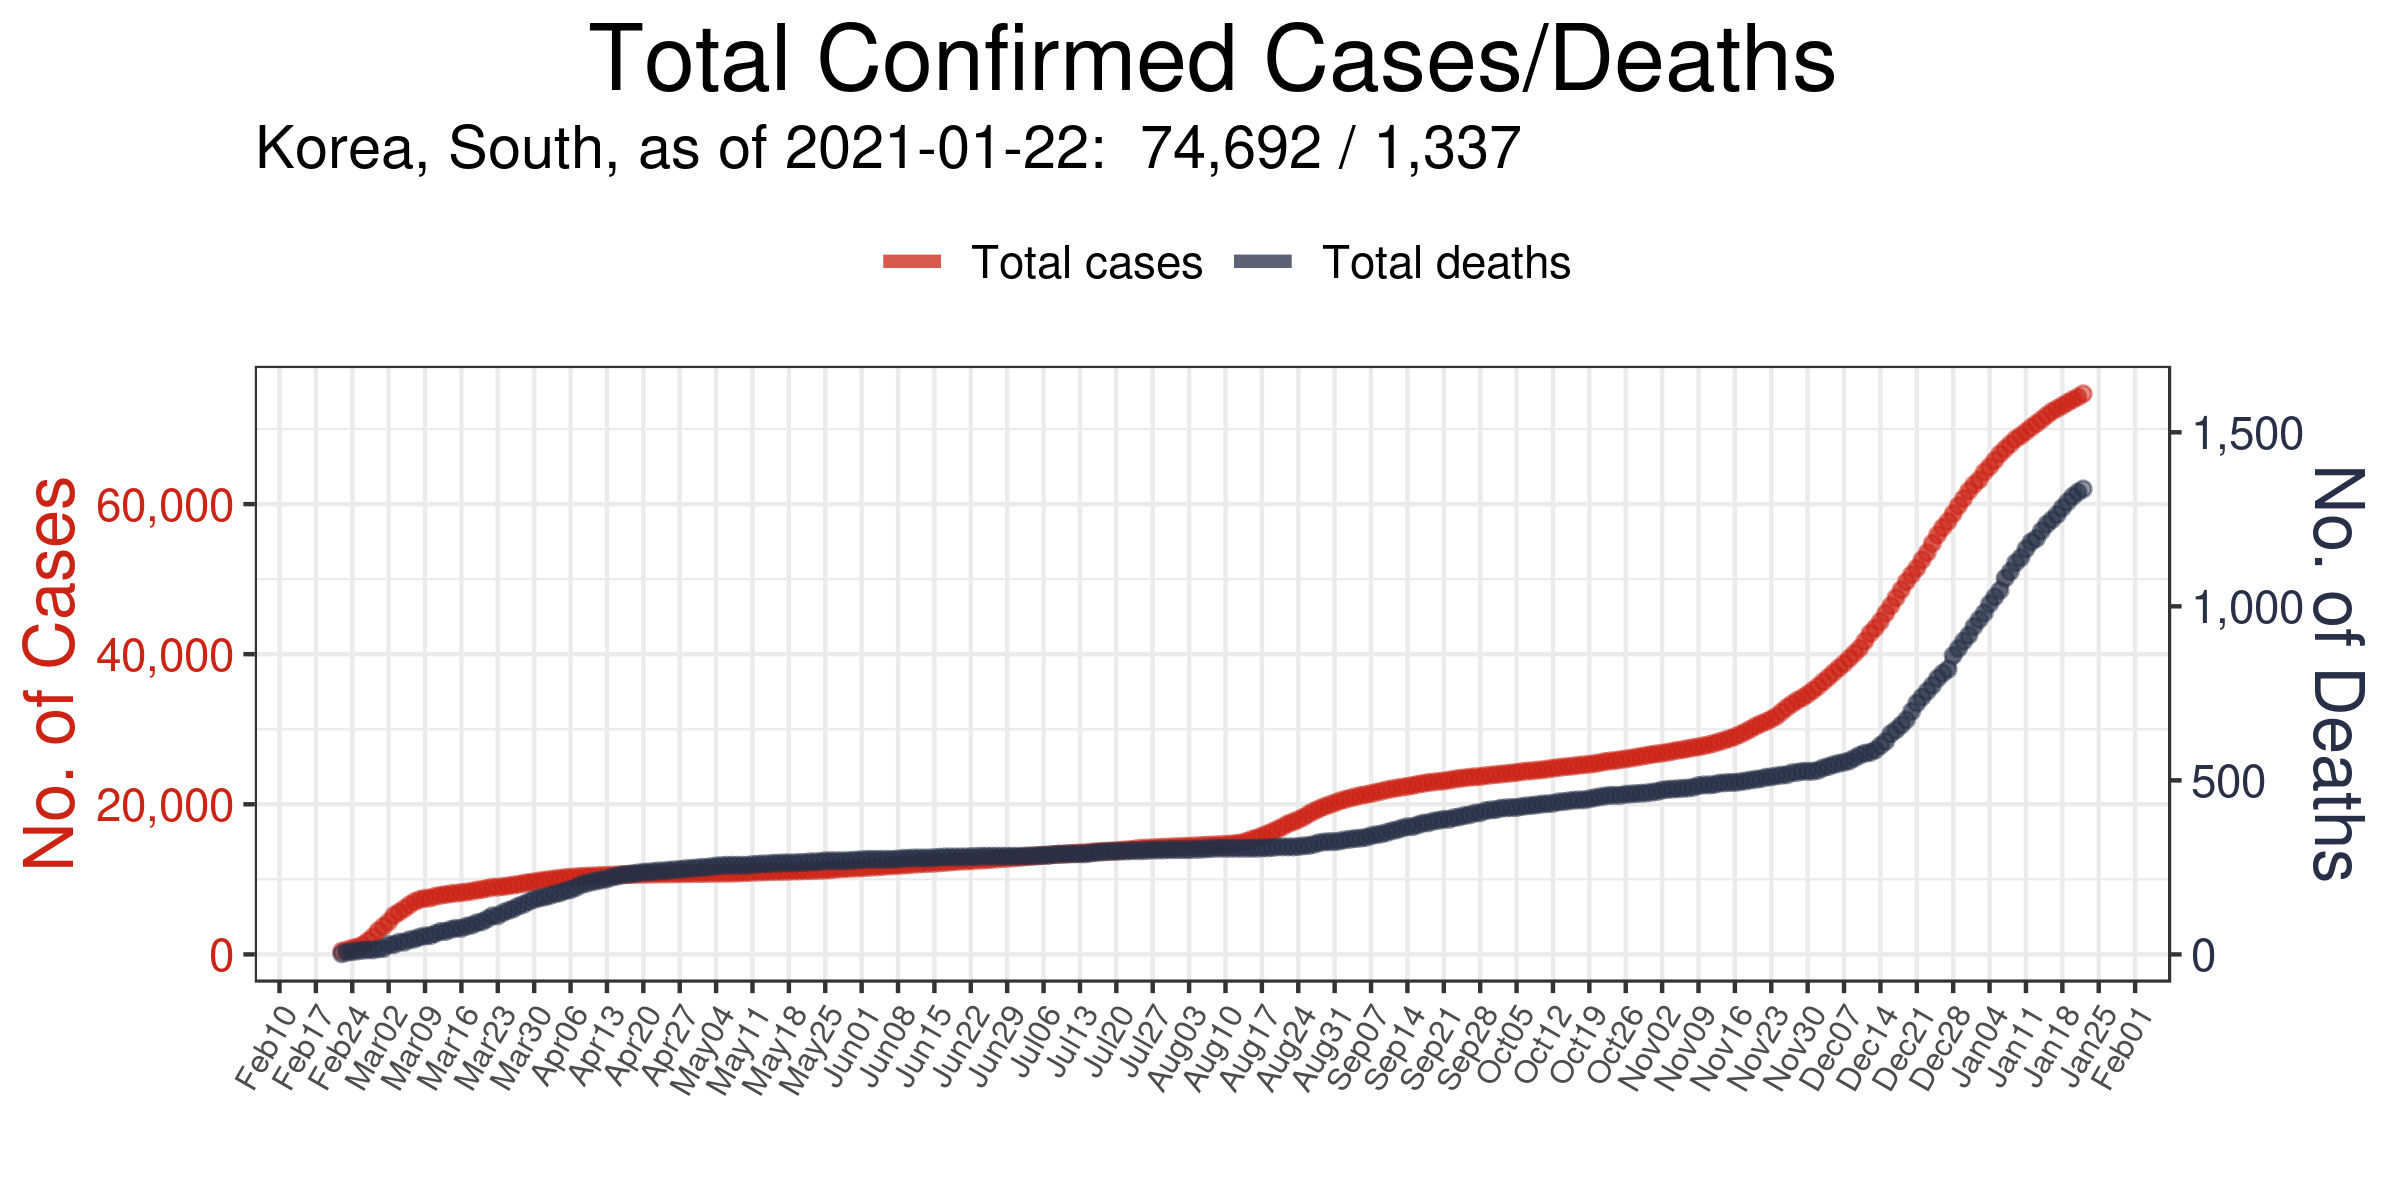 Total Confirmed Cases/Deaths
Korea, South, as of 2021-01-22:  74,692 / 1,337
Total cases
Total deaths
No. of Cases
60,000
40,000
20,000
0
1,500
1,000
500
0
No. of Deaths
Feb10
Feb17
Feb24
Mar02
Mar09
Mar16
Mar23
Mar30
Apr06
Apr13
Apr20
Apr27
May04
May11
May18
May25
Jun01
Jun08
Jun15
Jun22
Jun29
Jul06
Jul13
Jul20
Jul27
Aug03
Aug10
Aug17
Aug24
Aug31
Sep07
Sep14
Sep21
Sep28
Oct05
Oct12
Oct19
Oct26
Nov02
Nov09
Nov16
Nov23
Nov30
Dec07
Dec14
Dec21
Dec28
Jan04
Jan11
Jan18
Jan25
Feb01